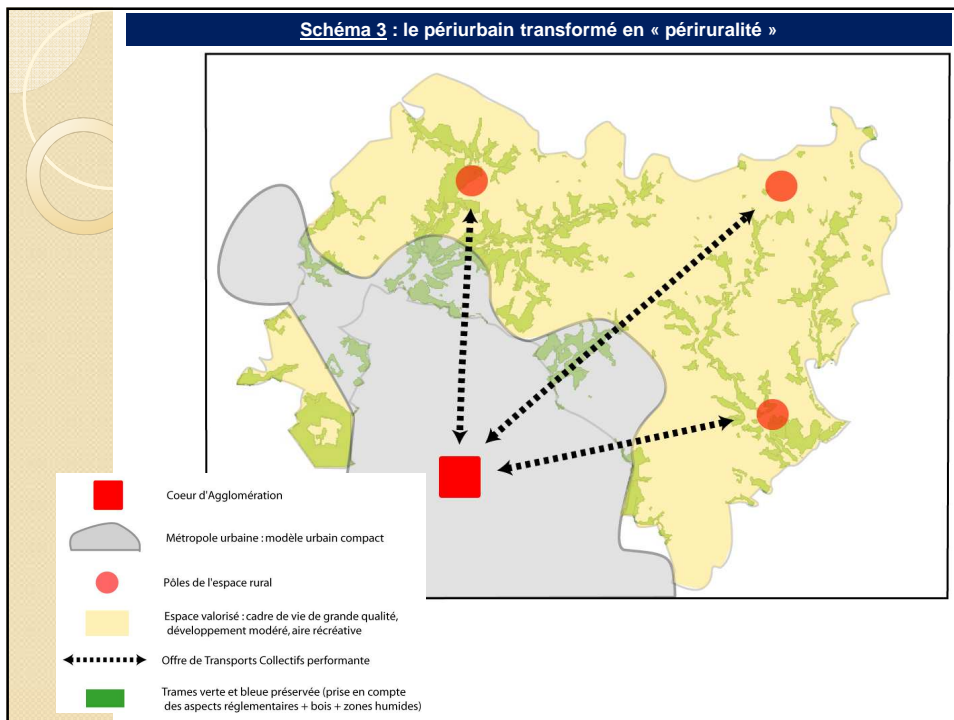 Schéma 3 : le périurbain transformé en « périruralité »
Coeur d'Agglomération
Métropole urbaine : modèle urbain compact
Pôles de l'espace rural
Espace valorisé : cadre de vie de grande qualité,
développement modéré, aire récréative
Offre de Transports Collectifs performante
Trames verte et bleue préservée (prise en compte
des aspects réglementaires + bois + zones humides)